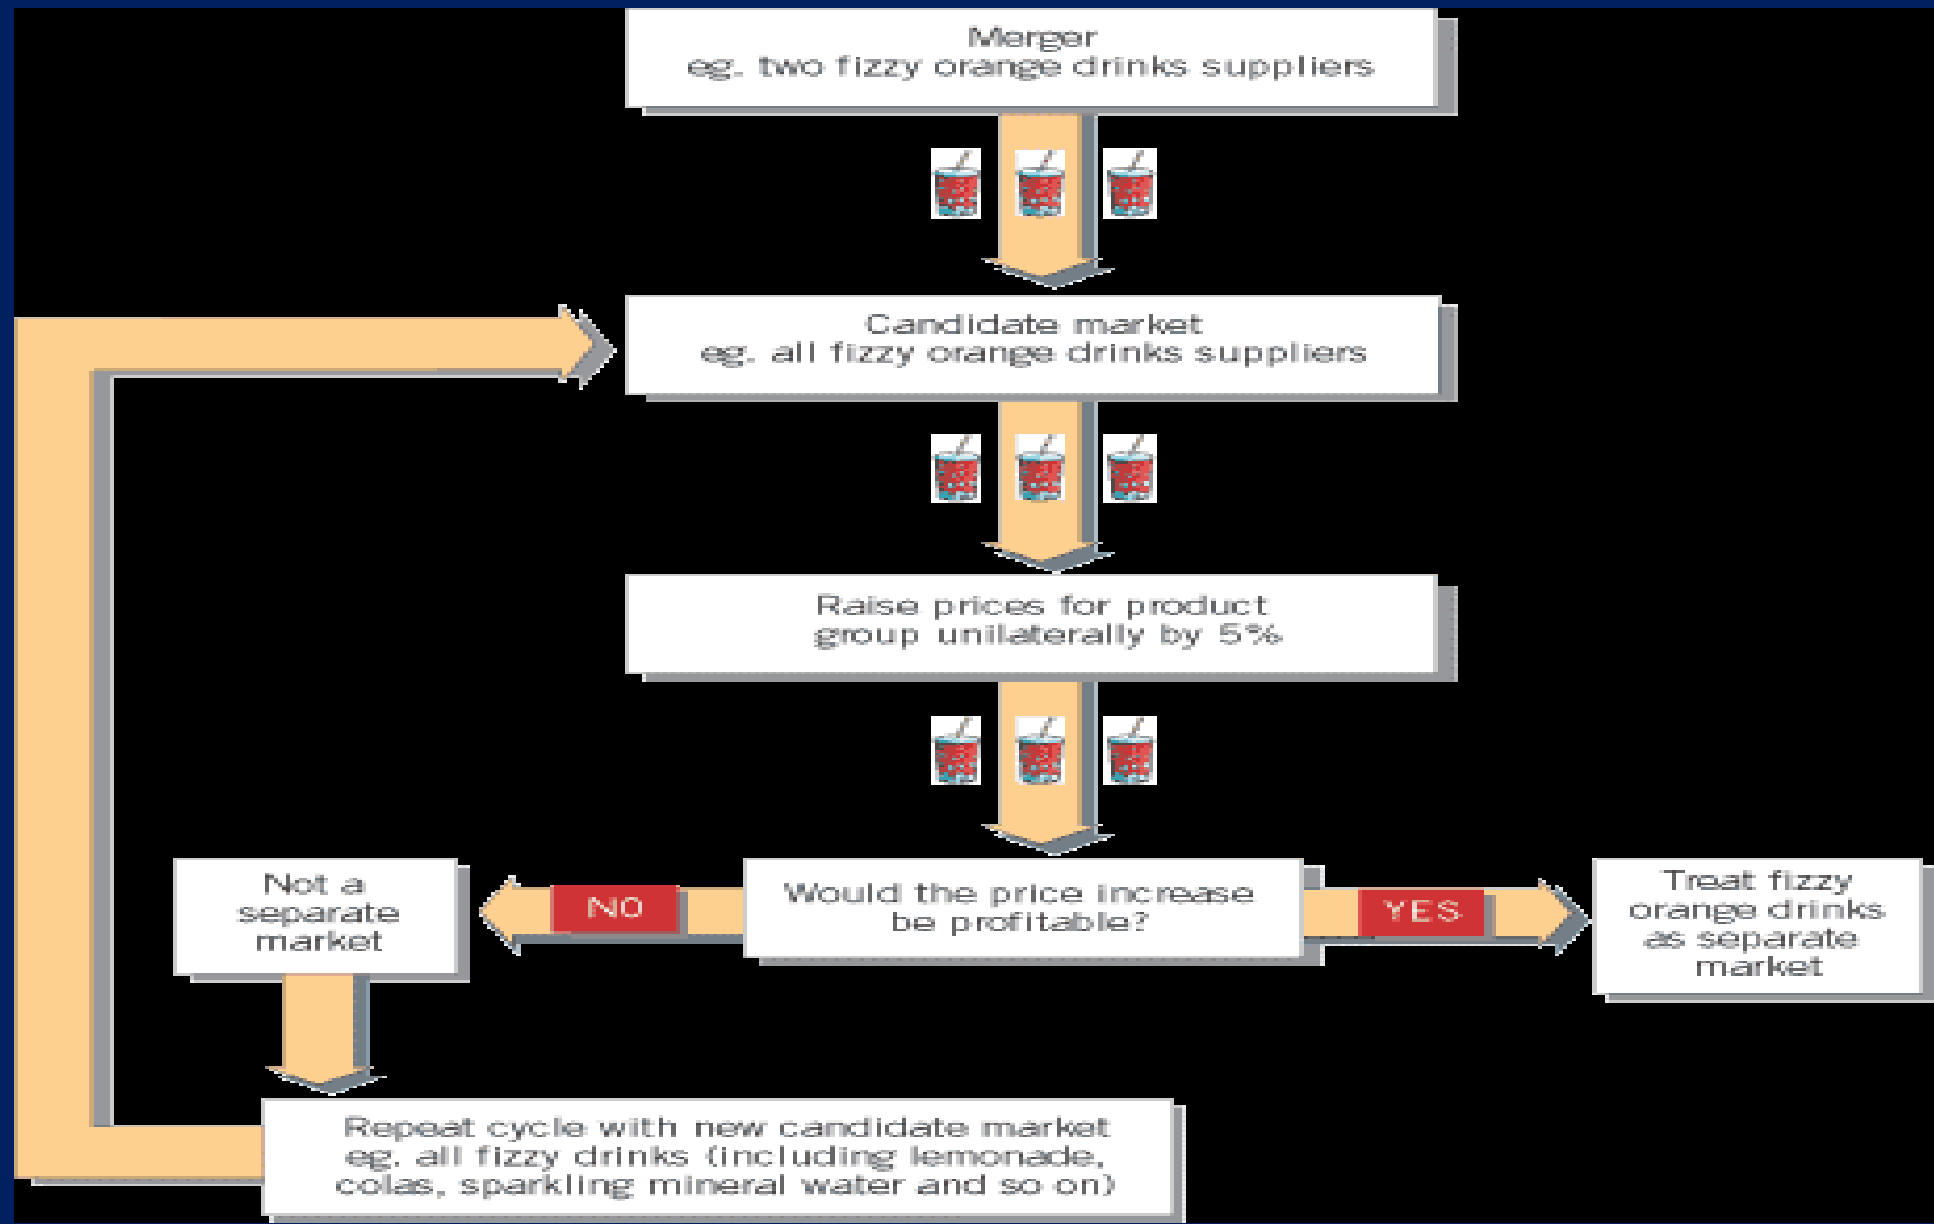 Merger
eg. two fizzy orange drinks suppliers
Candidate market
eg. all fizzy orange drinks suppliers
Raise prices for product
group unilaterally by 5%
Not a
separate
market
NO
Would the price increase
be profitable?
YES
Treat fizzy
orange drinks
as separate
market
Repeat cycle with new candidate market
eg. all fizzy drinks (including lemonade,
colas, sparkling mineral water and so on)